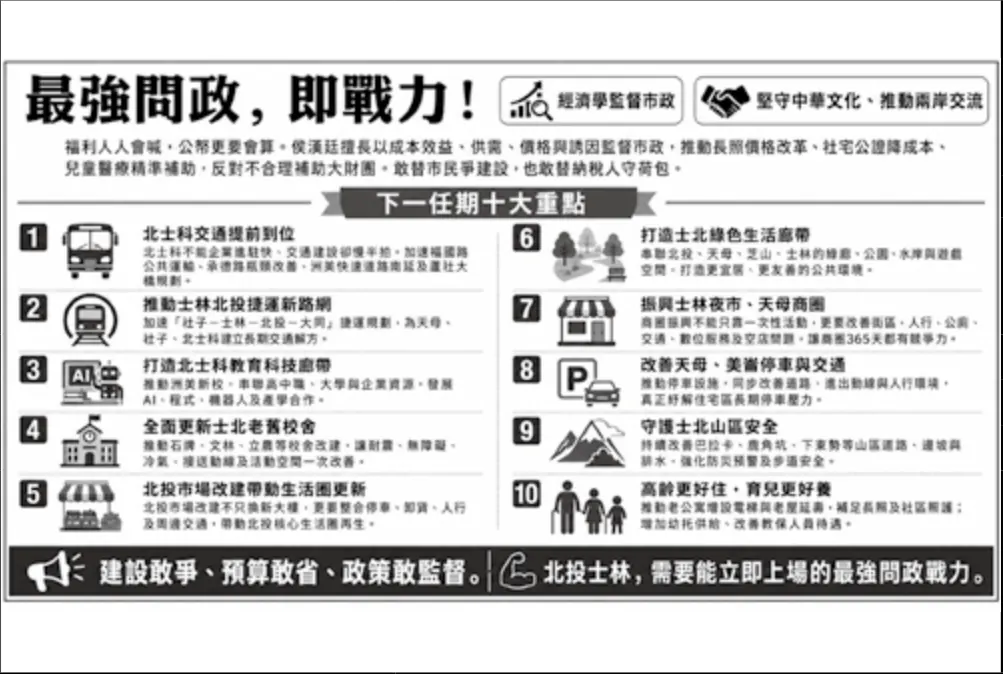 最強問政，即戰力！
經濟學監督市政
堅守中華文化、推動兩岸交流
福利人人會喊，公幣更要會算。侯漢廷擅長以成本效益、供需、價格與誘因監督市政，推動長照價格改革、社宅公證降成本、
兒童醫療精準補助，反對不合理補助大財團。敢替市民爭建設，也敢替納稅人守荷包。
下一任期十大重點
1
北士科交通提前到位
北士科不能企業進駐快、交通建設卻慢半拍。加速福國路
公共運輸、承德路瓶頸改善、洲美快速道路南延及蘆社大
橋規劃。
2
推動士林北投捷運新路網
加速「社子－士林－北投－大同」捷運規劃，為天母、
社子、北士科建立長期交通解方。
3
AI
打造北士科教育科技廊帶
推動洲美新校，串聯高中職、大學與企業資源，發展
AI、程式、機器人及產學合作。
4
全面更新士北老舊校舍
推動石牌、文林、立農等校舍改建，讓耐震、無障礙、
冷氣、接送動線及活動空間一次改善。
5
北投市場改建帶動生活圈更新
北投市場改建不只換新大樓，更要整合停車、卸貨、人行
及周邊交通，帶動北投核心生活圈再生。
6
打造士北綠色生活廊帶
串聯北投、天母、芝山、士林的綠廊、公園、水岸與遊戲
空間，打造更宜居、更友善的公共環境。
7
振興士林夜市、天母商圈
商圈振興不能只靠一次性活動，更要改善街區、人行、公廁、
交通、數位服務及空店問題，讓商圈365天都有競爭力。
8
P
改善天母、美崙停車與交通
推動停車設施，同步改善道路、進出動線與人行環境，
真正紓解住宅區長期停車壓力。
9
守護士北山區安全
持續改善巴拉卡、鹿角坑、下東勢等山區道路、邊坡與
排水，強化防災預警及步道安全。
10
高齡更好住，育兒更好養
推動老公寓增設電梯與老屋延壽，補足長照及社區照護；
增加幼托供給、改善教保人員待遇。
建設敢爭、預算敢省、政策敢監督。
北投士林，需要能立即上場的最強問政戰力。